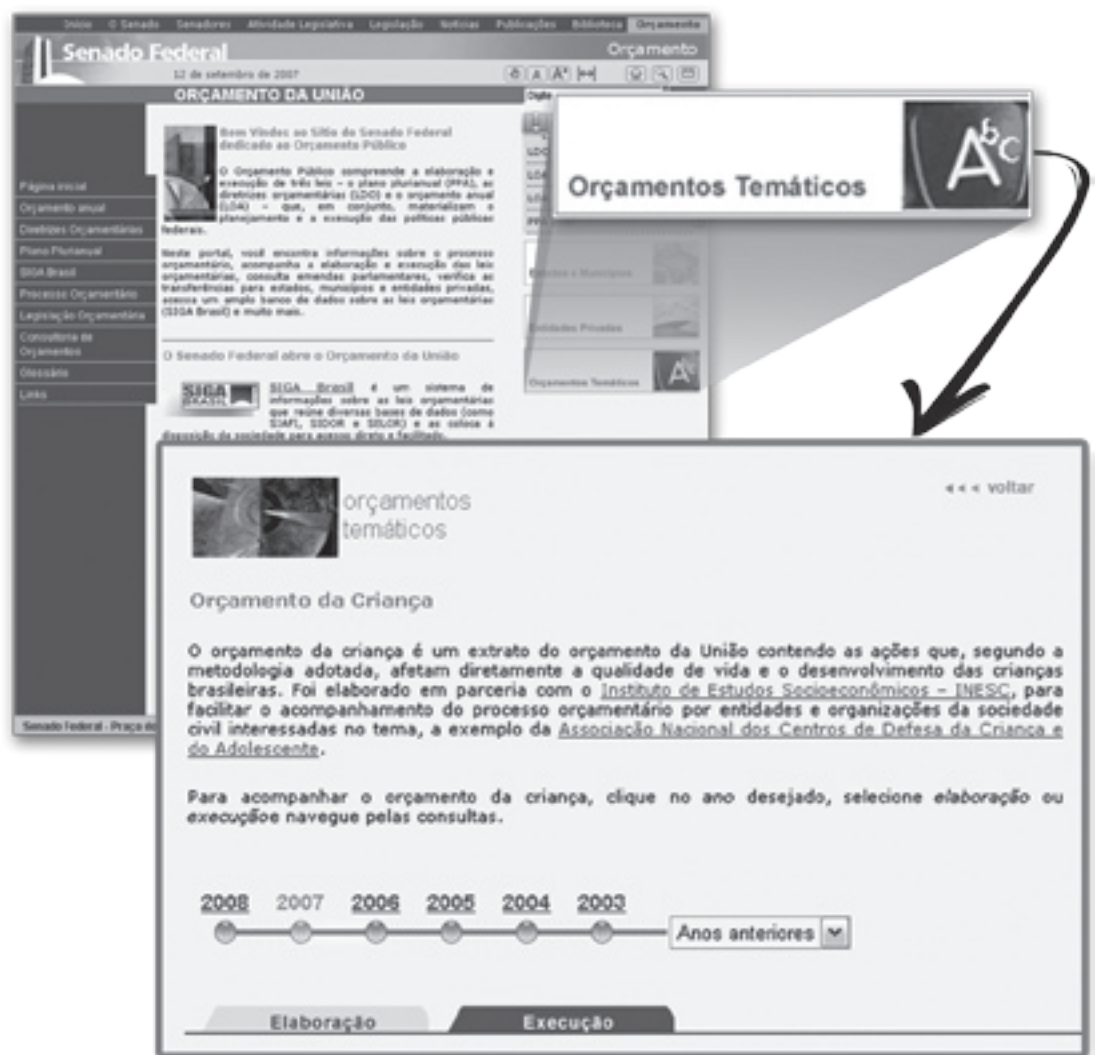 Início O Senado Senadores Atividade Legislativa Legislação Notícias Publicações Biblioteca Orçamento
Senado Federal
Orçamento
12 de setembro de 2007
ORÇAMENTO DA UNIÃO
Página inicial
Orçamento anual
Diretrizes Orçamentárias
Plano Plurianual
SIGA Brasil
Processo Orçamentário
Legislação Orçamentária
Consultoria de
Orçamentos
Glossário
Links
Bem Vindos ao Sítio do Senado Federal
dedicado ao Orçamento Público
O Orçamento Público compreende a elaboração e
execução de três leis – o plano plurianual (PPA), as
diretrizes orçamentárias (LDO) e o orçamento anual
(LOA) – que, em conjunto, materializam o
planejamento e a execução das políticas públicas
federais.
Neste portal, você encontra informações sobre o processo
orçamentário, acompanha a elaboração e execução das leis
orçamentárias, consulta emendas parlamentares, verifica as
transferências para estados, municípios e entidades privadas,
acessa um amplo banco de dados sobre as leis orçamentárias
(SIGA Brasil) e muito mais.
O Senado Federal abre o Orçamento da União
SIGA
BRASIL
SIGA Brasil é um sistema de
informações sobre as leis orçamentárias
que reúne diversas bases de dados (como
SIAFI, SIDOR e SELOR) e as coloca à
disposição da sociedade para acesso direto e facilitado.
Estados e Municípios
Entidades Privadas
Orçamentos Temáticos
Orçamentos Temáticos
Abc
Senado Federal - Praça
orçamentos
temáticos
voltar
Orçamento da Criança
O orçamento da criança é um extrato do orçamento da União contendo as ações que, segundo a
metodologia adotada, afetam diretamente a qualidade de vida e o desenvolvimento das crianças
brasileiras. Foi elaborado em parceria com o Instituto de Estudos Socioeconômicos – INESC, para
facilitar o acompanhamento do processo orçamentário por entidades e organizações da sociedade
civil interessadas no tema, a exemplo da Associação Nacional dos Centros de Defesa da Criança e
do Adolescente.
Para acompanhar o orçamento da criança, clique no ano desejado, selecione elaboração ou
execuçãoe navegue pelas consultas.
2008 2007 2006 2005 2004 2003
Anos anteriores
Elaboração Execução